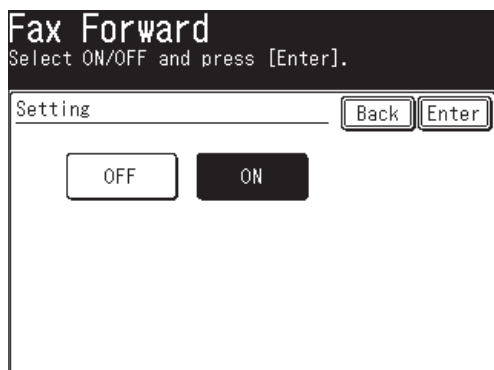 Fax Forward
Select ON/OFF and press [Enter].
Setting Back Enter
OFF ON